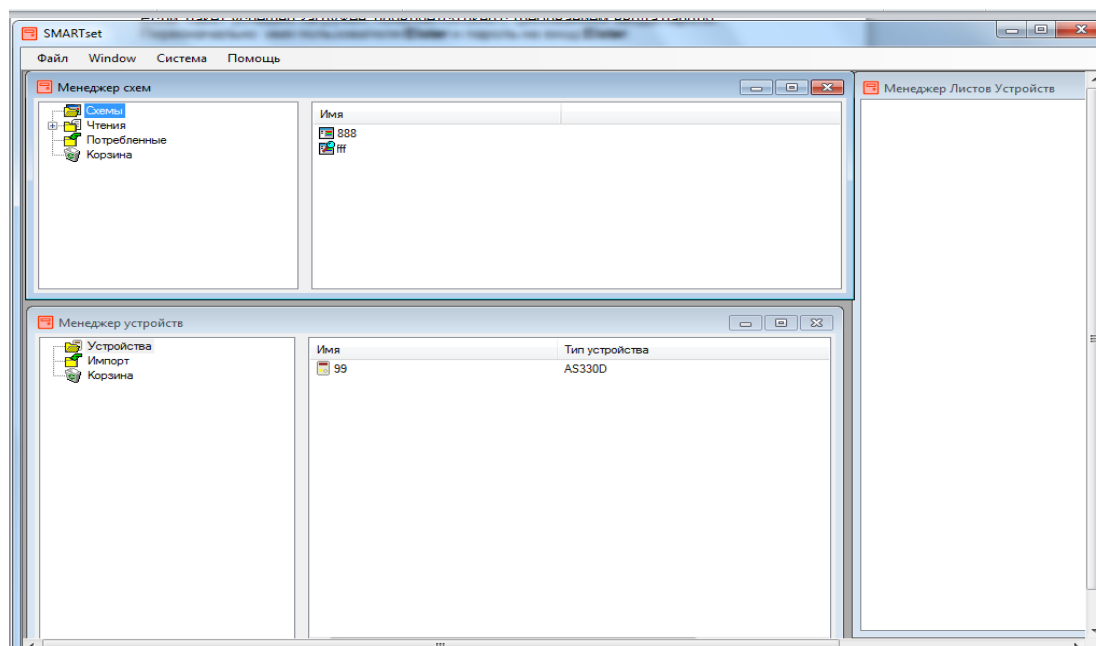 SMARTset
Файл Window Система Помощь
Менеджер схем
Схемы
Чтения
Потребленные
Корзина
Имя
888
fff
Менеджер Листов Устройств
Менеджер устройств
Устройства
Импорт
Корзина
Имя Тип устройства
99 AS330D